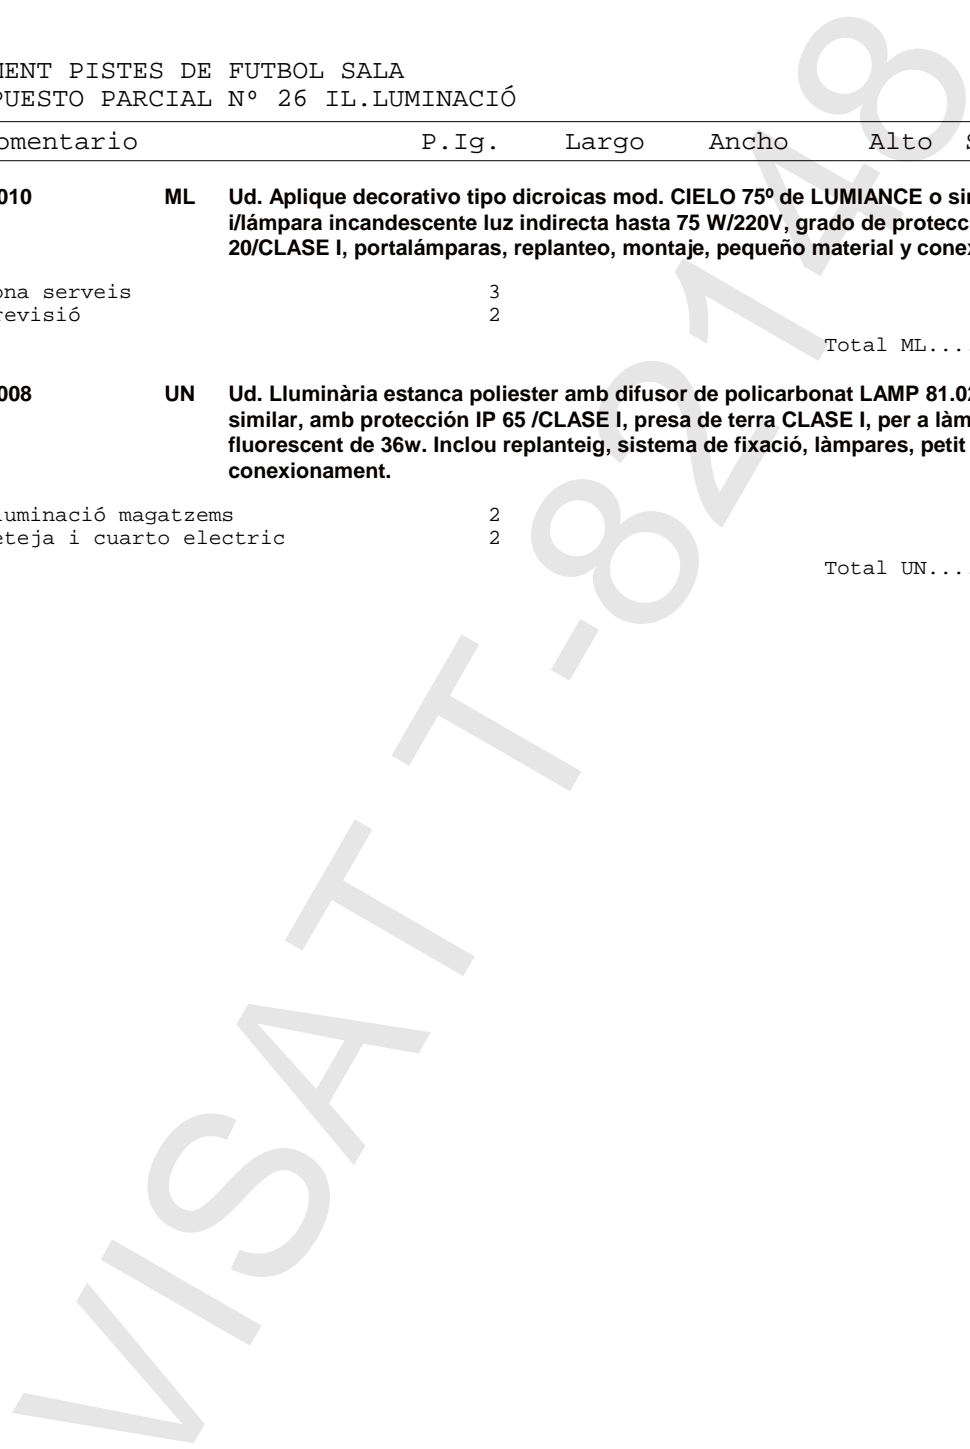 MENT PISTES DE FUTBOL SALA
PUESTO PARCIAL Nº 26 IL.LUMINACIÓ
omentario P.Ig. Largo Ancho Alto S
010 ML Ud. Aplique decorativo tipo dicroicas mod. CIELO 75º de LUMIANCE o sin
i/lámpara incandescente luz indirecta hasta 75 W/220V, grado de protecc
20/CLASE I, portalámparas, replanteo, montaje, pequeño material y conex
ona serveis 3
revisió 2
Total ML....
008 UN Ud. Lluminària estanca poliester amb difusor de policarbonat LAMP 81.02
similar, amb protección IP 65 /CLASE I, presa de terra CLASE I, per a làm
fluorescent de 36w. Inclou replanteig, sistema de fixació, làmpares, petit
conexionament.
luminació magatzems 2
eteja i cuarto electric 2
Total UN....
VISAT T-82148